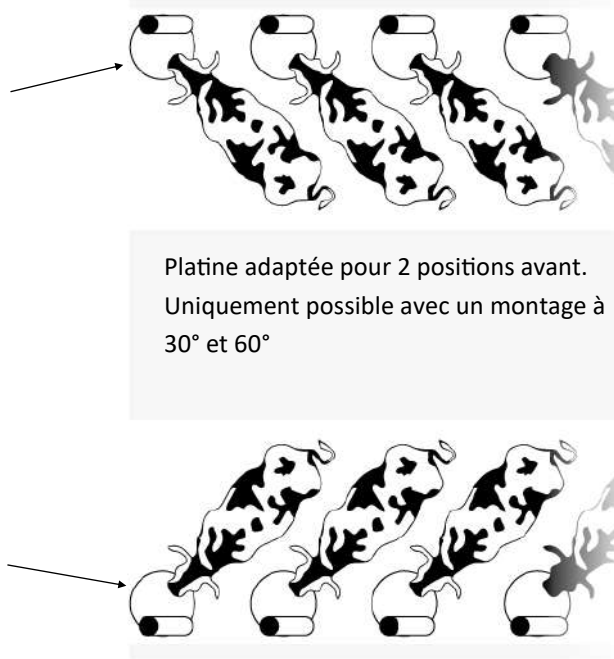 Platine adaptée pour 2 positions avant.
Uniquement possible avec un montage à
30° et 60°